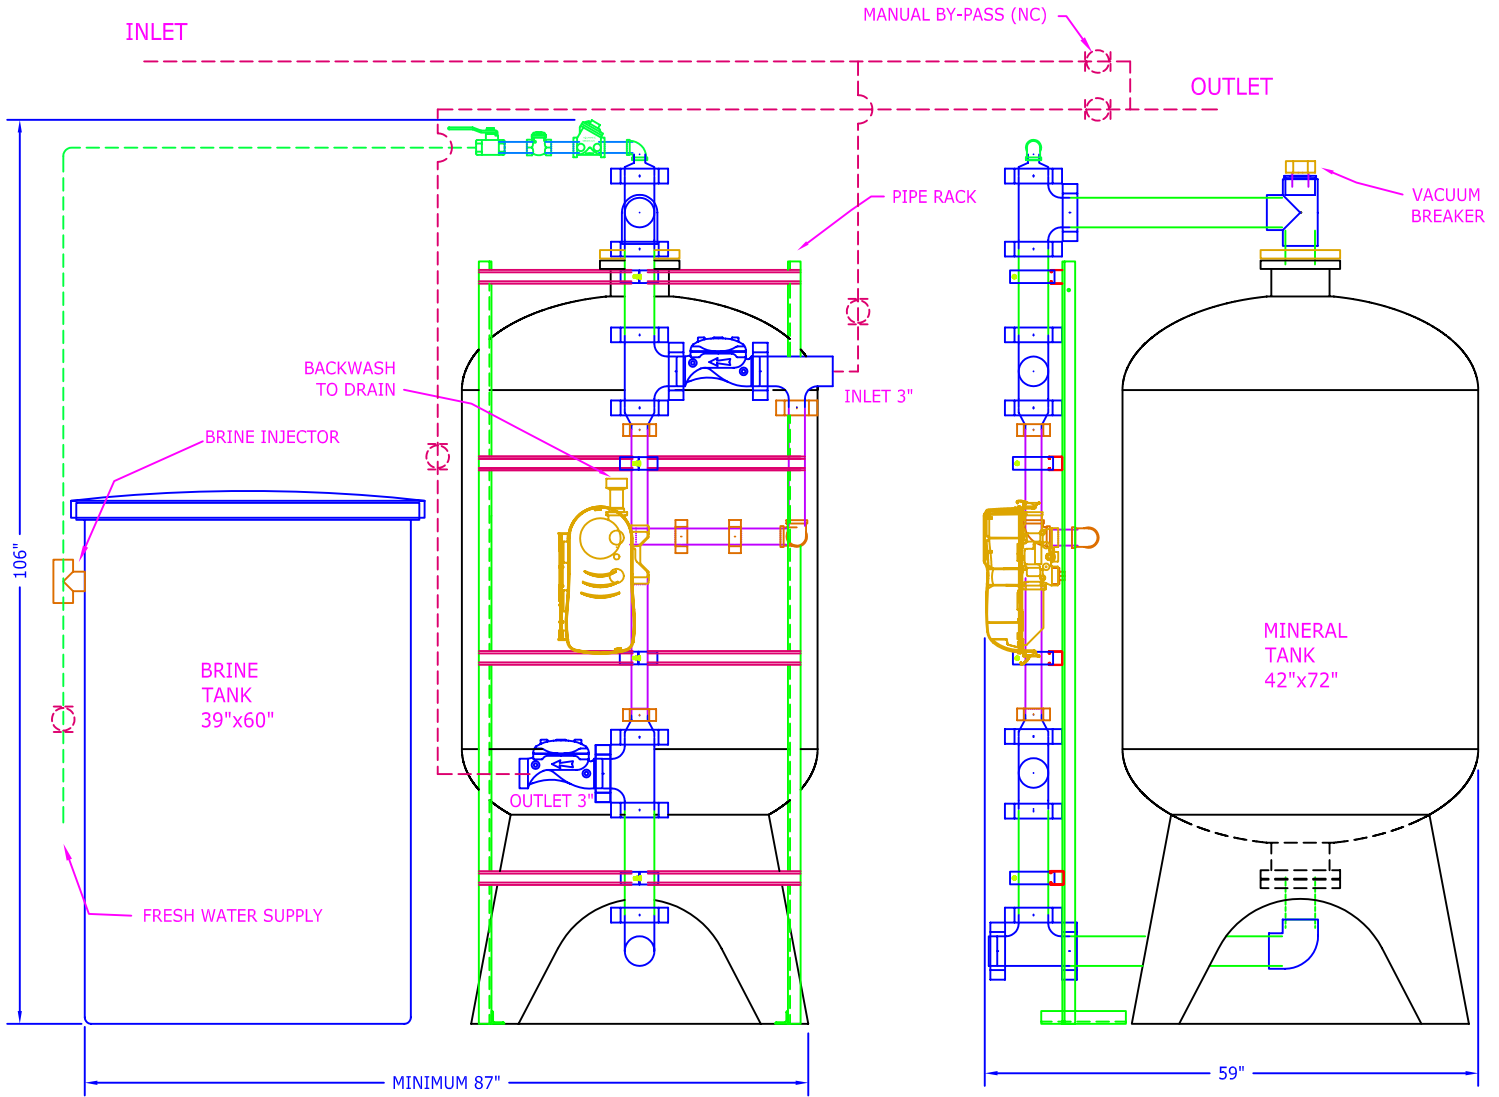 INLET
MANUAL BY-PASS (NC)
OUTLET
PIPE RACK
VACUUM
BREAKER
BACKWASH
TO DRAIN
INLET 3"
BRINE INJECTOR
106"
BRINE
TANK
39"x60"
MINERAL
TANK
42"x72"
OUTLET 3"
FRESH WATER SUPPLY
MINIMUM 87"
59"